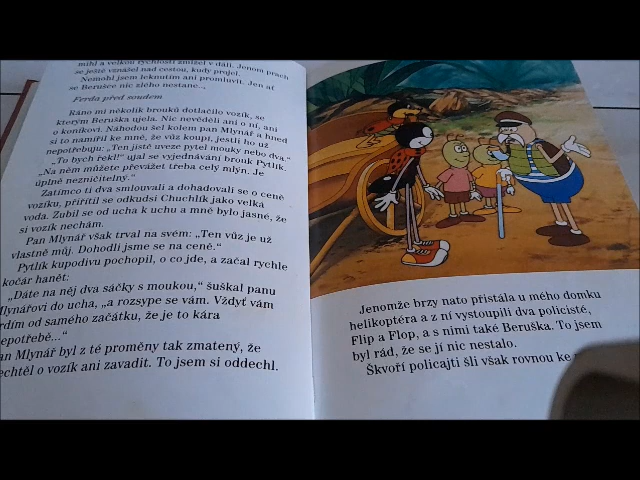 mihl a velkou rychlostí zmizel v dáli. Jenom prach
se ještě vznášel nad cestou, kudy projel.
Nemohl jsem leknutím ani promluvit. Jen ať
se Berušce nic zlého nestane...
Ferda před soudem
Ráno mi několik brouků dotlačilo vozík, se
kterým Beruška ujela. Nic nevěděli ani o ní, ani
o koníkovi. Náhodou šel kolem pan Mlynář a hned
si to namířil ke mně, že vůz koupí, jestli ho už
nepotřebuju: „Ten jistě uveze pytel mouky nebo dva.“
„To bych řekl!“ ujal se vyjednávání brouk Pytlík.
„Na něm můžete převážet třeba celý mlýn. Je
úplně nezničitelný.“
Zatímco ti dva smlouvali a dohadovali se o ceně
vozíku, přiřítil se odkudsi Chuchlík jako velká
voda. Zubil se od ucha k uchu a mně bylo jasné, že
si vozík nechám.
Pan Mlynář však trval na svém: „Ten vůz je už
vlastně můj. Dohodli jsme se na ceně.“
Pytlík kupodivu pochopil, o co jde, a začal rychle
kočár hanět:
„Dáte na něj dva sáčky s moukou,“ šuškal panu
Mlynářovi do ucha, „a rozsype se vám. Vždyť vám
rdím od samého začátku, že je to kára
nepotřebě...“
an Mlynář byl z té proměny tak zmatený, že
echtěl o vozík ani zavadit. To jsem si oddechl.
Jenomže brzy nato přistála u mého domku
helikoptéra a z ní vystoupili dva policisté,
Flip a Flop, a s nimi také Beruška. To jsem
byl rád, že se jí nic nestalo.
Škvoří policajti šli však rovnou ke